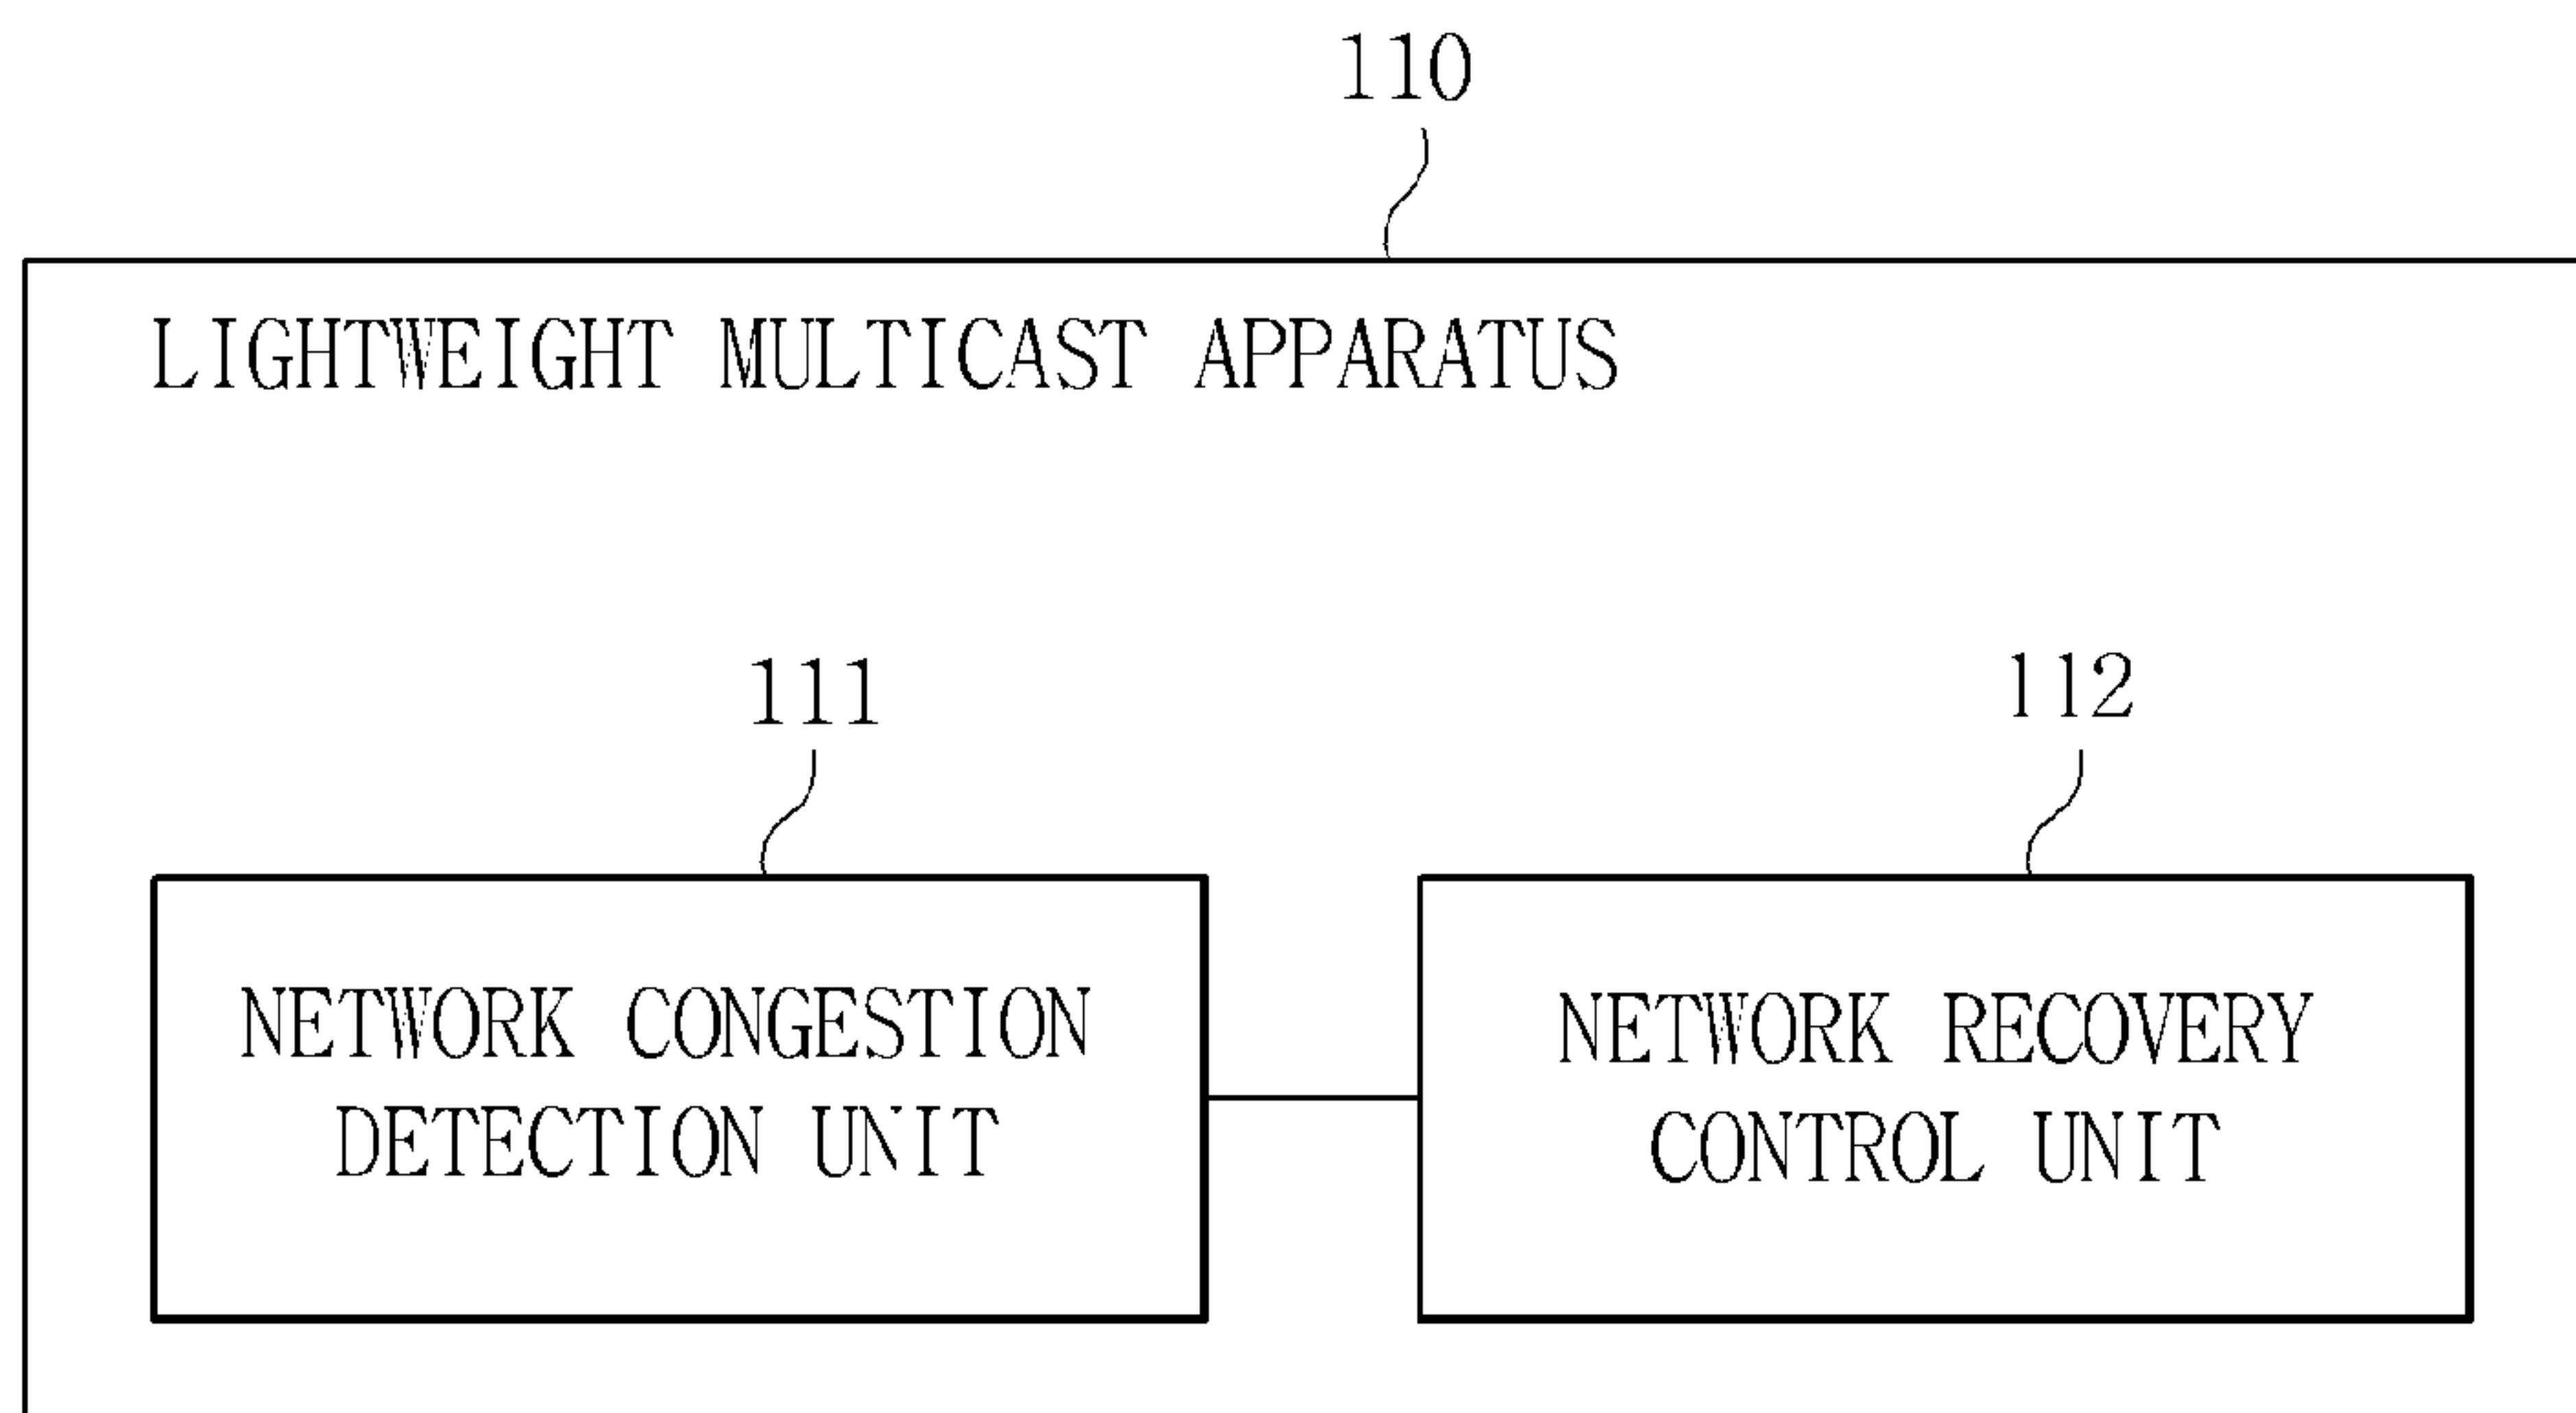 110
LIGHTWEIGHT MULTICAST APPARATUS
111
112
NETWORK CONGESTION
DETECTION UNIT
NETWORK RECOVERY
CONTROL UNIT